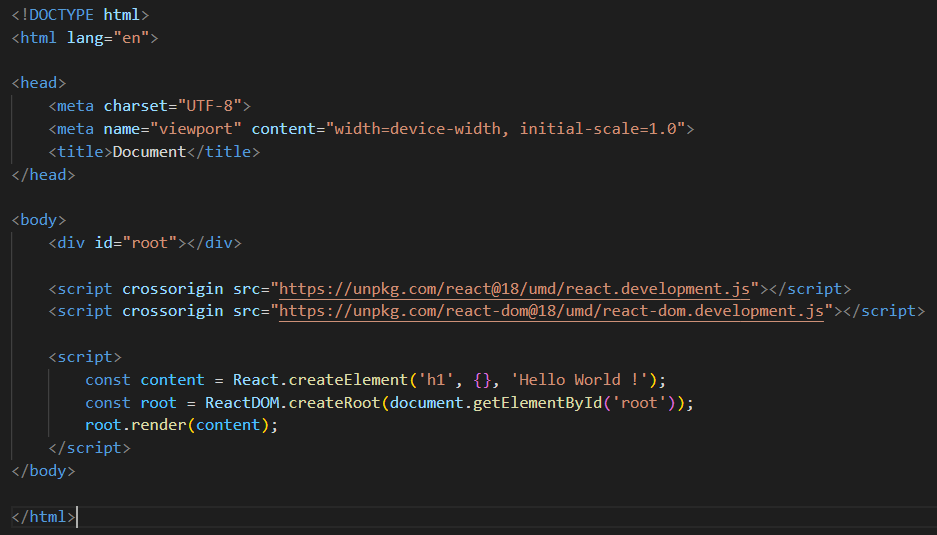 <!DOCTYPE html>
<html lang="en">
<head>
<meta charset="UTF-8">
<meta name="viewport" content="width=device-width, initial-scale=1.0">
<title>Document</title>
</head>
<body>
<div id="root"></div>
<script crossorigin src="https://unpkg.com/react@18/umd/react.development.js"></script>
<script crossorigin src="https://unpkg.com/react-dom@18/umd/react-dom.development.js"></script>
<script>
const content = React.createElement('h1', {}, 'Hello World !');
const root = ReactDOM.createRoot(document.getElementById('root'));
root.render(content);
</script>
</body>
</html>